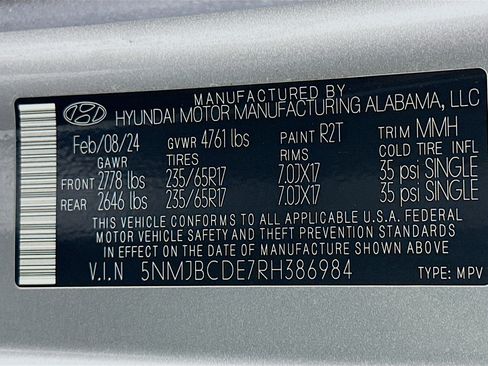 MANUFACTURED BY
HYUNDAI MOTOR MANUFACTURING ALABAMA, LLC
Feb/08/24 GVWR 4761 lbs PAINT R2T TRIM MMH
GAWR TIRES RIMS COLD TIRE INFL
FRONT 2778 lbs 235/65R17 7.0JX17 35 psi SINGLE
REAR 2646 lbs 235/65R17 7.0JX17 35 psi SINGLE
THIS VEHICLE CONFORMS TO ALL APPLICABLE U.S.A. FEDERAL
MOTOR VEHICLE SAFETY AND THEFT PREVENTION STANDARDS
IN EFFECT ON THE DATE OF MANUFACTURE SHOWN ABOVE
V.I.N 5NMJBCDE7RH386984 TYPE: MPV